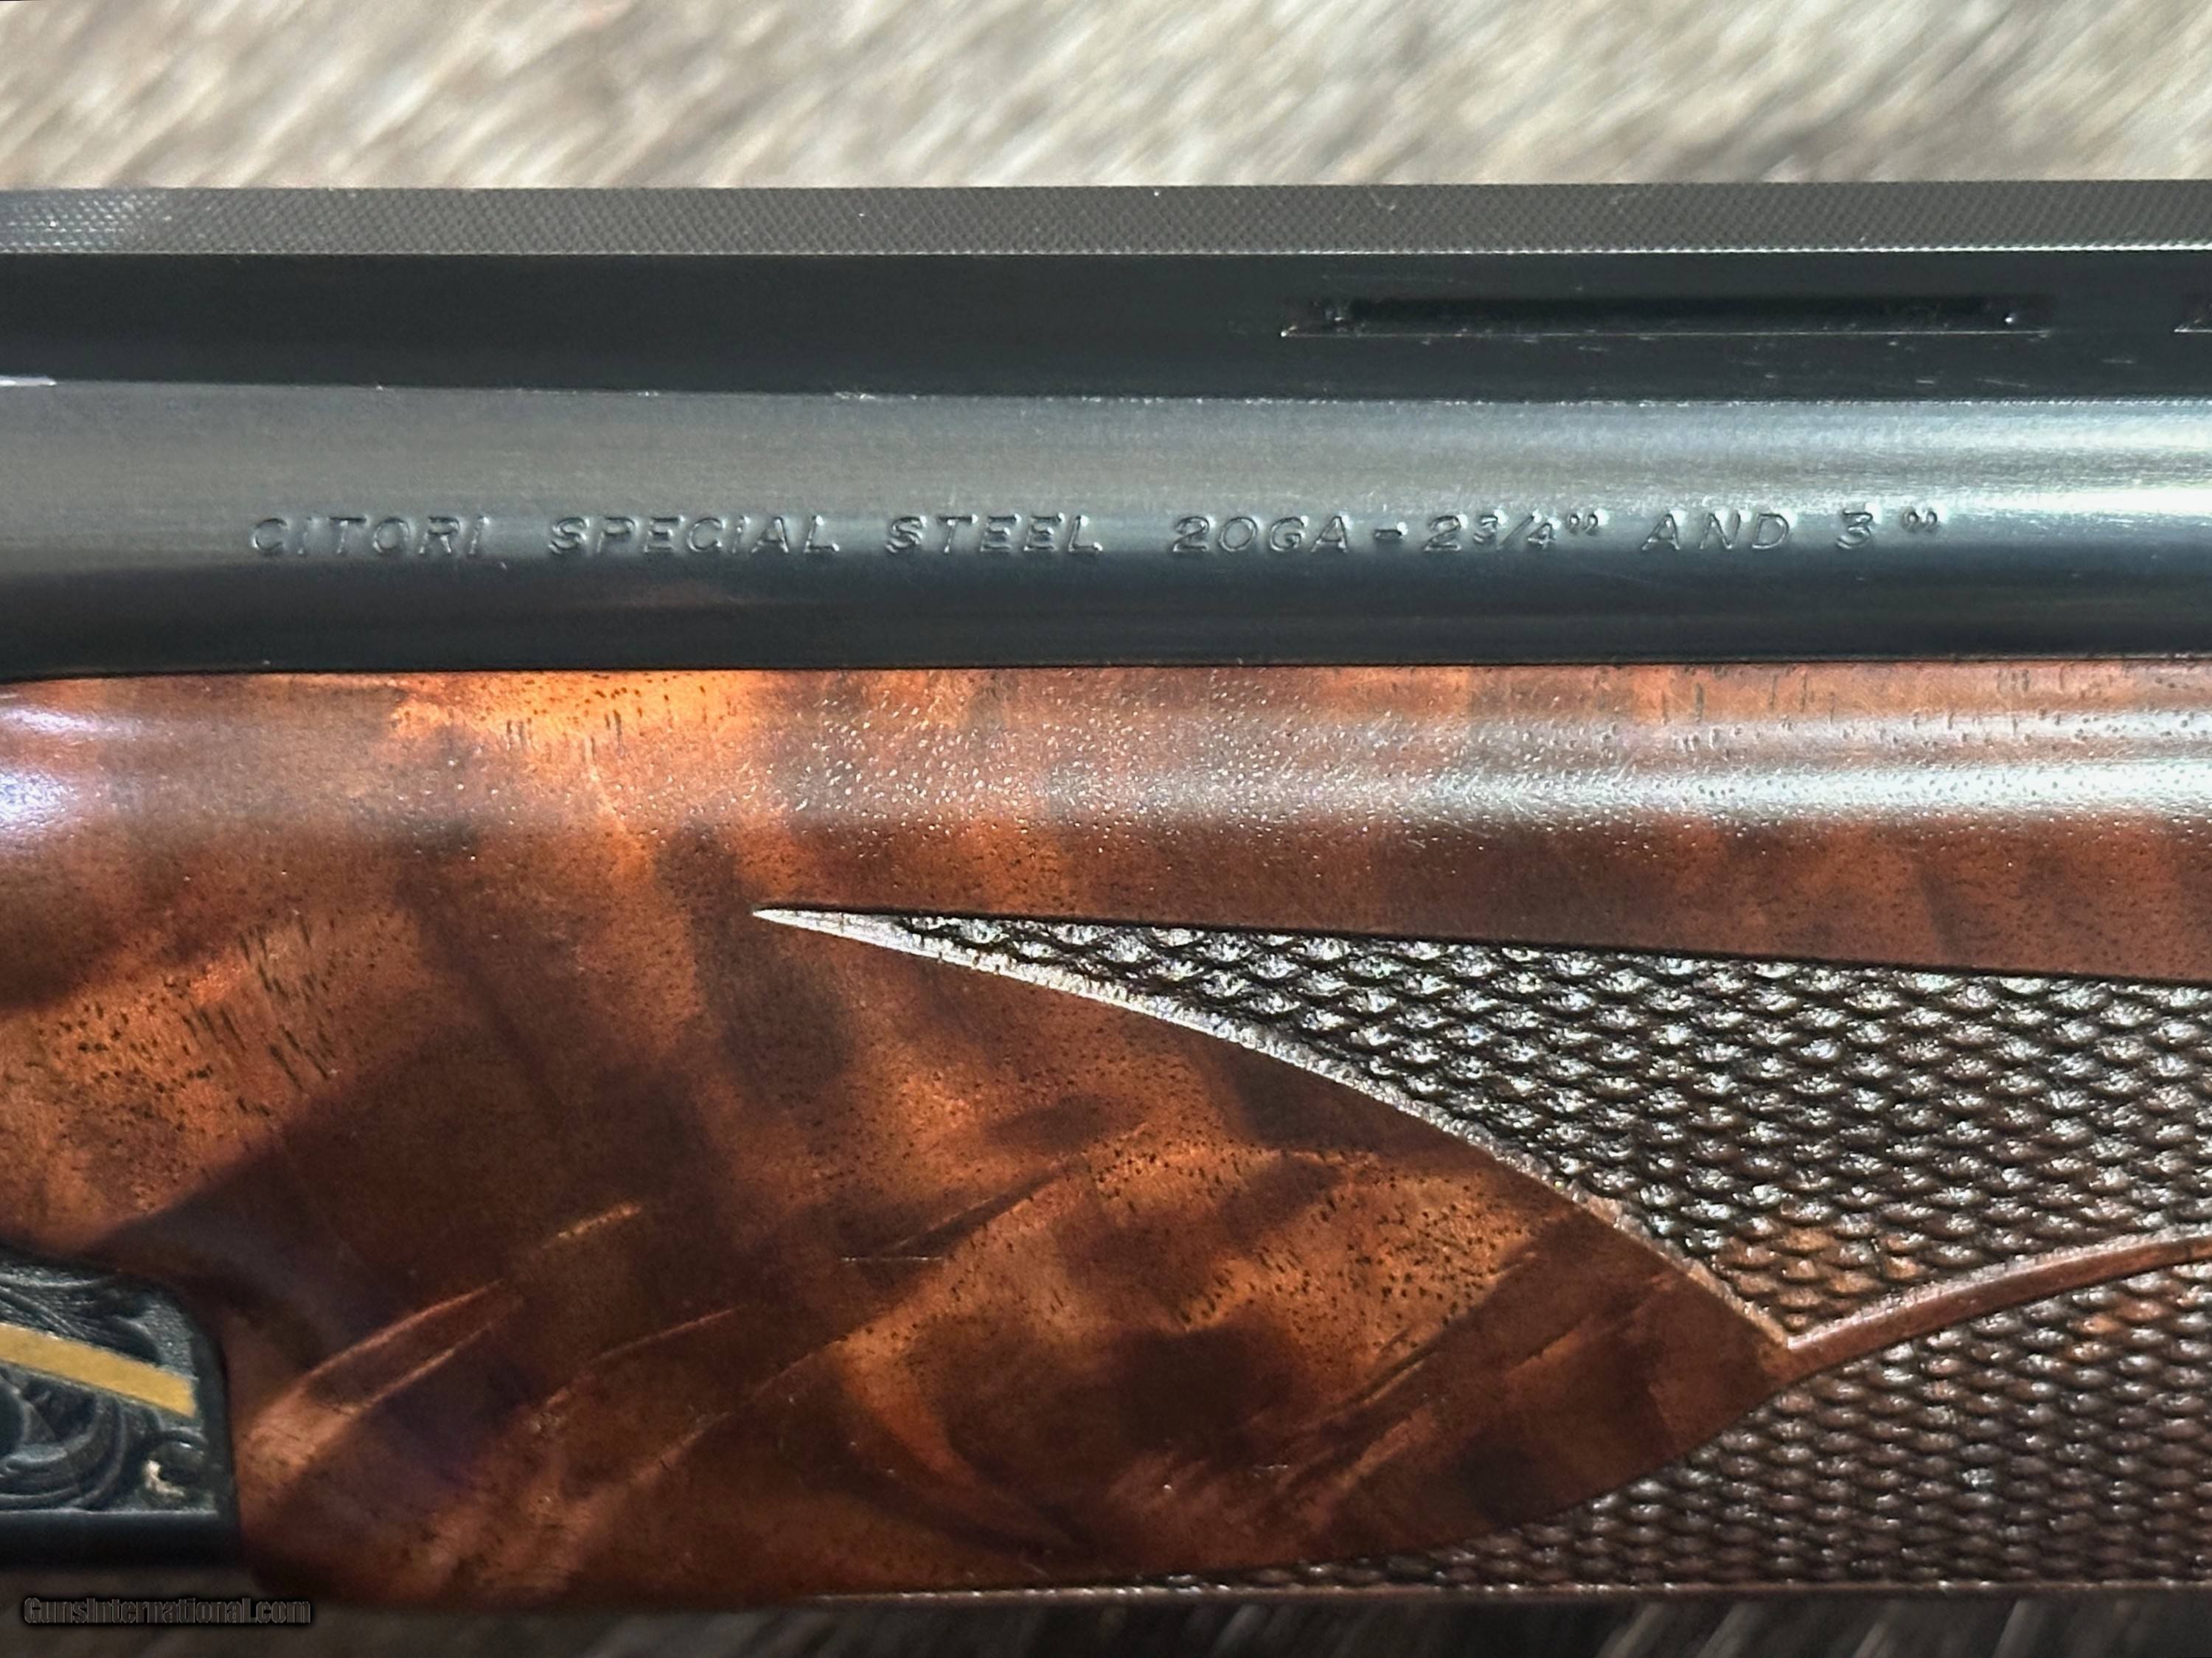 CITORI SPECIAL STEEL 20GA-2¾" AND 3"
GunsInternational.com